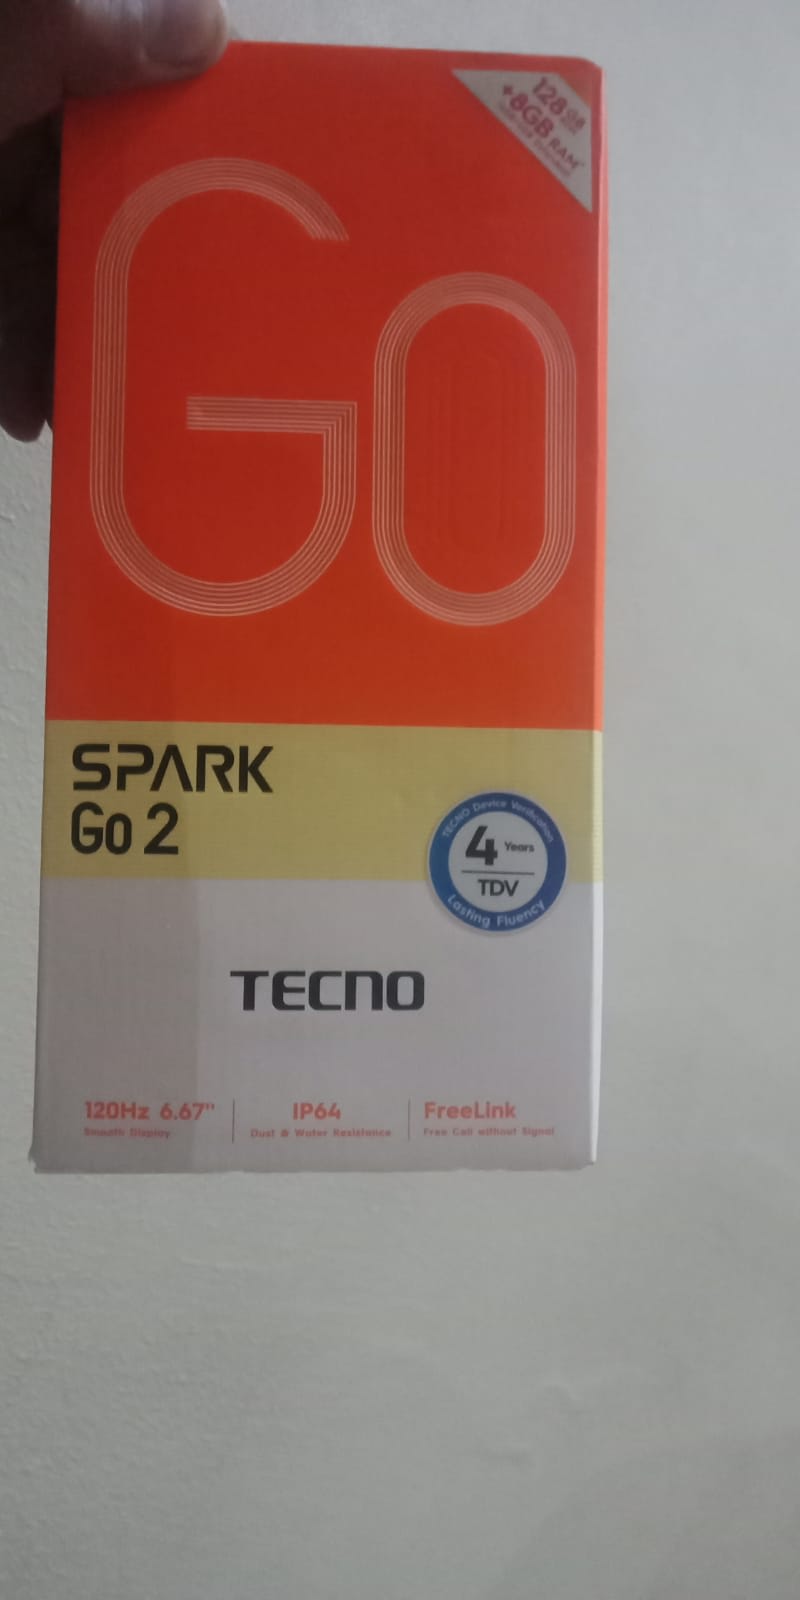 128GB
+8GB RAM*
Go
SPARK
Go 2
TECNO Device Verification
4 Years
TDV
Lasting Fluency
TECNO
120Hz 6.67" IP64 FreeLink
Smooth Display Dust & Water Resistance Free Call without Signal